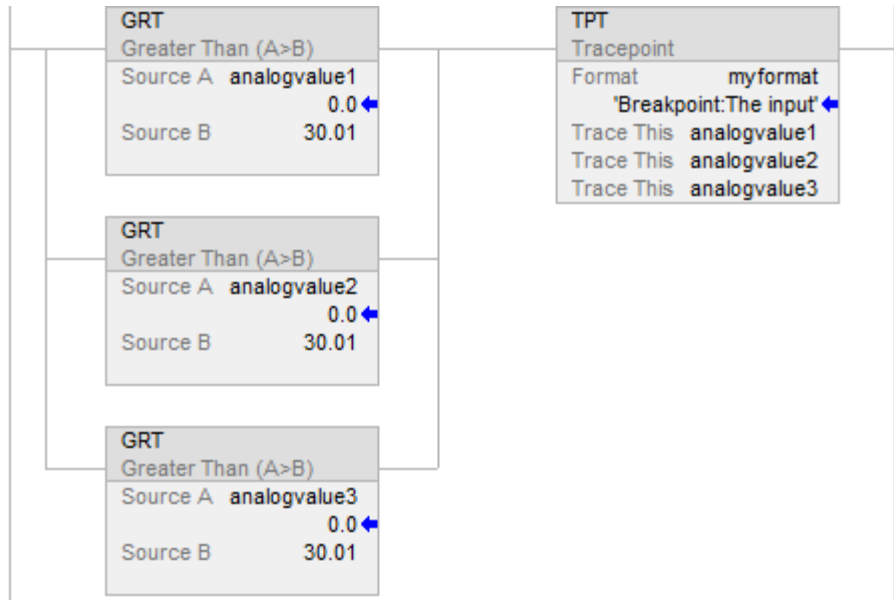 GRT
Greater Than (A>B)
Source A analogvalue1
0.0
Source B 30.01
TPT
Tracepoint
Format myformat
'Breakpoint:The input'
Trace This analogvalue1
Trace This analogvalue2
Trace This analogvalue3
GRT
Greater Than (A>B)
Source A analogvalue2
0.0
Source B 30.01
GRT
Greater Than (A>B)
Source A analogvalue3
0.0
Source B 30.01